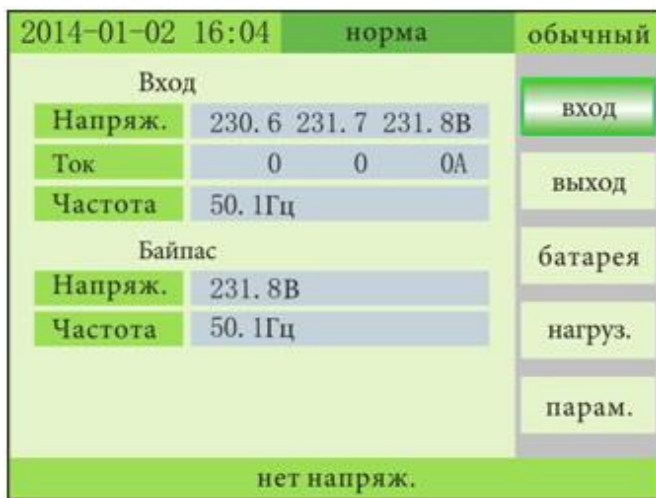 2014-01-02 16:04 норма обычный
Вход
Напряж. 230.6 231.7 231.8В
Ток 0 0 0А
Частота 50.1Гц
Байпас
Напряж. 231.8В
Частота 50.1Гц
вход
выход
батарея
нагруз.
парам.
нет напряж.